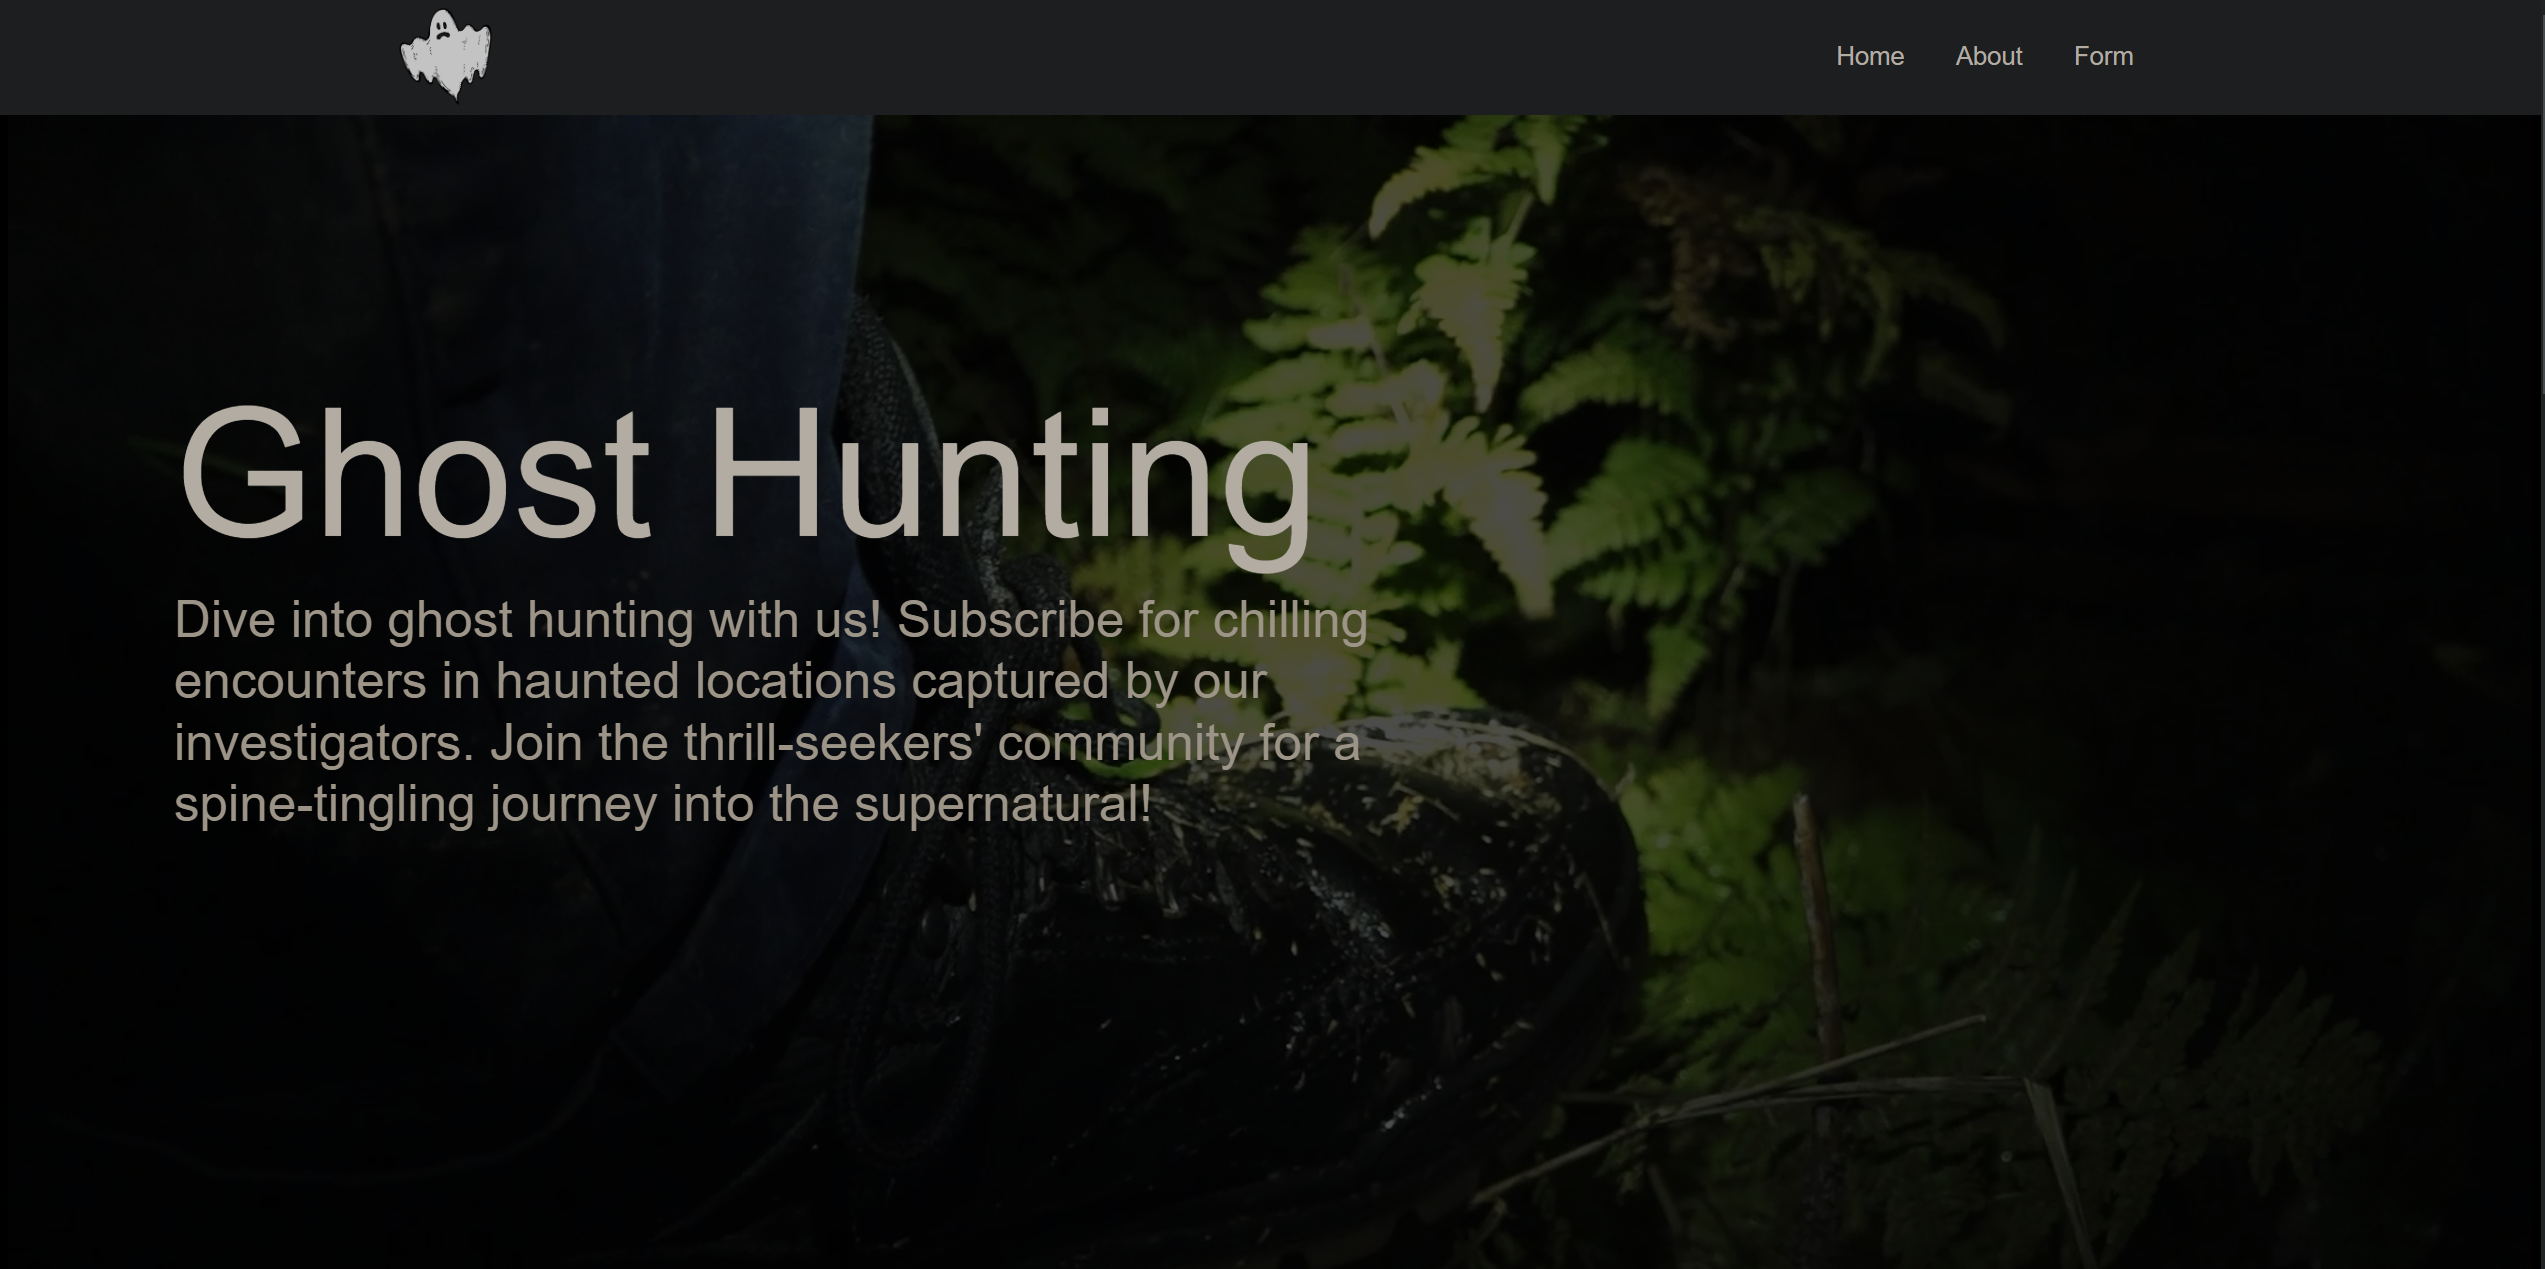 Home About Form
Ghost Hunting
Dive into ghost hunting with us! Subscribe for chilling
encounters in haunted locations captured by our
investigators. Join the thrill-seekers' community for a
spine-tingling journey into the supernatural!